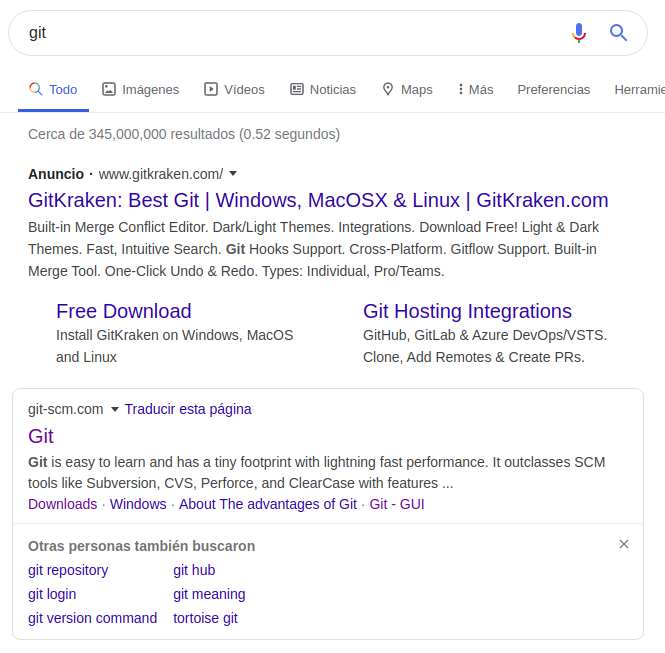 git
Todo Imágenes Vídeos Noticias Maps Más Preferencias
Cerca de 345,000,000 resultados (0.52 segundos)
Anuncio · www.gitkraken.com/
GitKraken: Best Git | Windows, MacOSX & Linux | GitKraken.com
Built-in Merge Conflict Editor. Dark/Light Themes. Integrations. Download Free! Light & Dark
Themes. Fast, Intuitive Search. Git Hooks Support. Cross-Platform. Gitflow Support. Built-in
Merge Tool. One-Click Undo & Redo. Types: Individual, Pro/Teams.
Free Download Git Hosting Integrations
Install GitKraken on Windows, MacOS GitHub, GitLab & Azure DevOps/VSTS.
and Linux Clone, Add Remotes & Create PRs.
git-scm.com Traducir esta página
Git
Git is easy to learn and has a tiny footprint with lightning fast performance. It outclasses SCM
tools like Subversion, CVS, Perforce, and ClearCase with features ...
Downloads · Windows · About The advantages of Git · Git - GUI
Otras personas también buscaron
git repository git hub
git login git meaning
git version command tortoise git